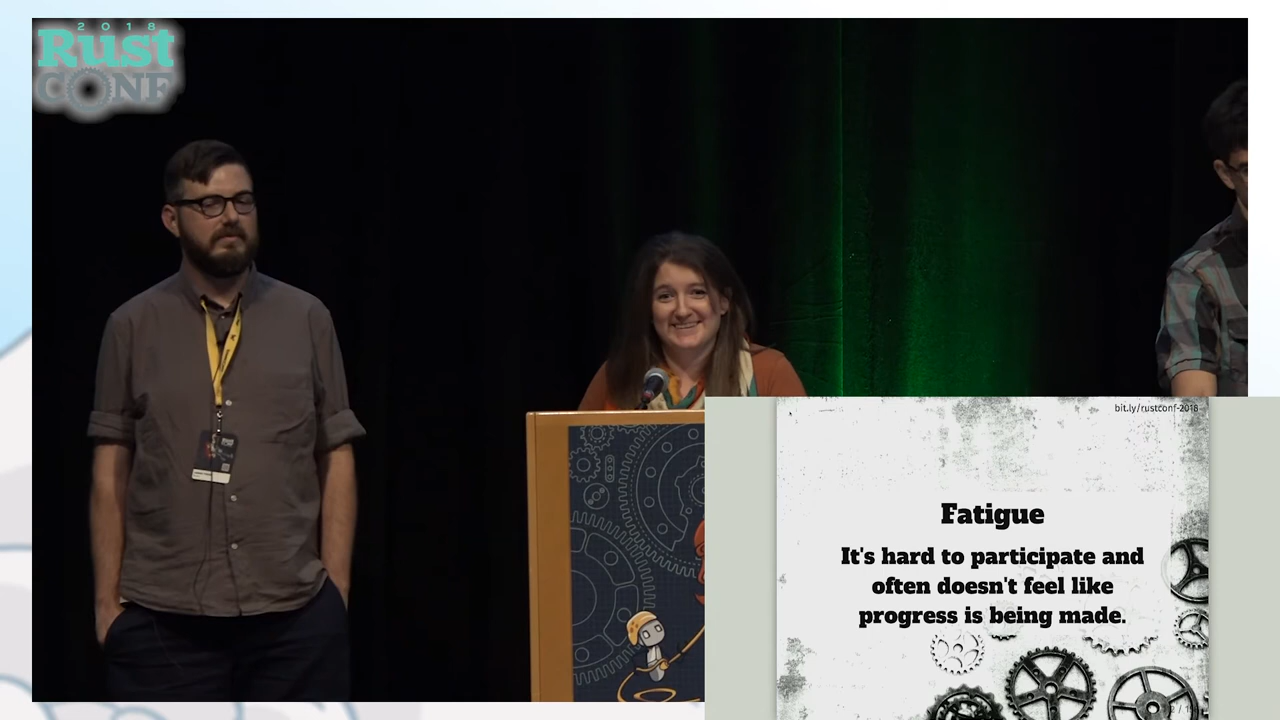 2018
Rust
CONF
bit.ly/rustconf-2018
Fatigue
It's hard to participate and
often doesn't feel like
progress is being made.